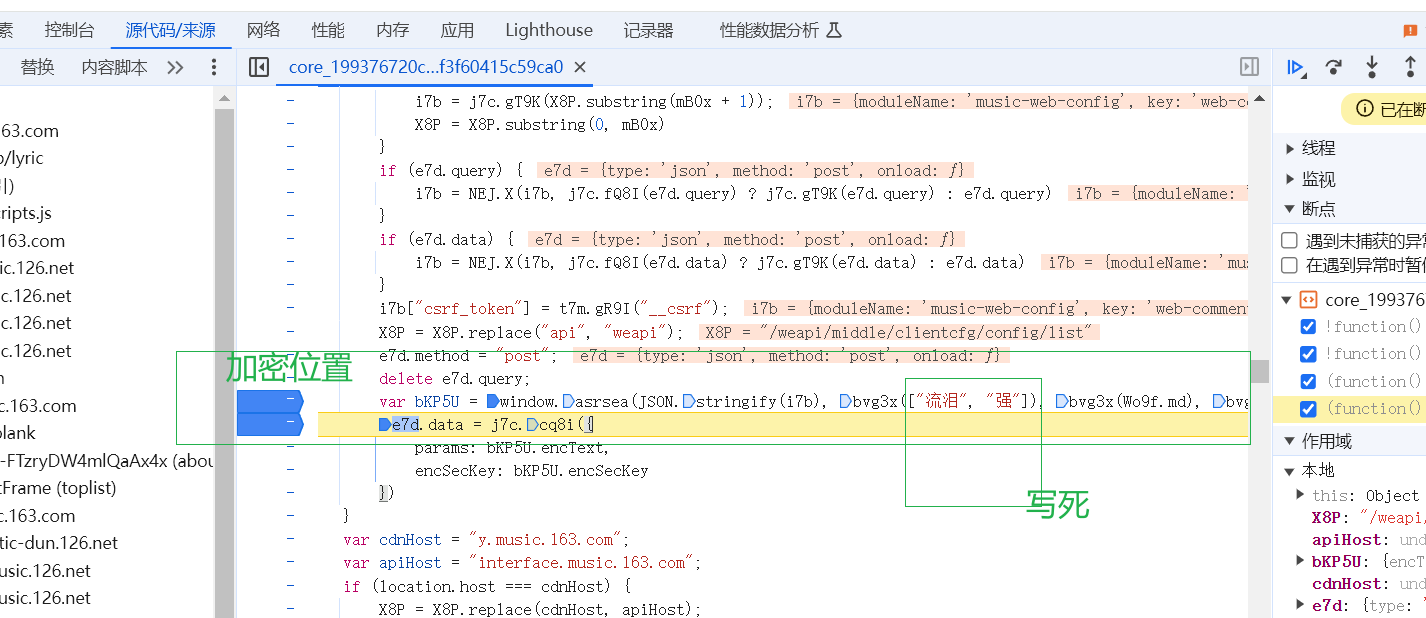 素 控制台 源代码/来源 网络 性能 内存 应用 Lighthouse 记录器 性能数据分析
替换 内容脚本 core_199376720c...f3f60415c59ca0
已在断
63.com
/lyric
引)
ripts.js
163.com
ic.126.net
c.126.net
c.126.net
c.126.net
c.163.com
lank
-FTzryDW4mlQaAx4x (abou
tFrame (toplist)
c.163.com
tic-dun.126.net
usic.126.net
usic.126.net
i7b = j7c.gT9K(X8P.substring(mB0x + 1)); i7b = {moduleName: 'music-web-config', key: 'web-co
X8P = X8P.substring(0, mB0x)
}
if (e7d.query) { e7d = {type: 'json', method: 'post', onload: ƒ}
i7b = NEJ.X(i7b, j7c.fQ8I(e7d.query) ? j7c.gT9K(e7d.query) : e7d.query) i7b = {moduleName: '
}
if (e7d.data) { e7d = {type: 'json', method: 'post', onload: ƒ}
i7b = NEJ.X(i7b, j7c.fQ8I(e7d.data) ? j7c.gT9K(e7d.data) : e7d.data) i7b = {moduleName: 'mus
}
i7b["csrf_token"] = t7m.gR9I("__csrf"); i7b = {moduleName: 'music-web-config', key: 'web-commen
X8P = X8P.replace("api", "weapi"); X8P = "/weapi/middle/clientcfg/config/list"
e7d.method = "post"; e7d = {type: 'json', method: 'post', onload: ƒ}
加密位置
delete e7d.query;
var bKP5U = window.asrsea(JSON.stringify(i7b), bvg3x(["流泪", "强"]), bvg3x(Wo9f.md), bvg
e7d.data = j7c.cq8i({
params: bKP5U.encText,
encSecKey: bKP5U.encSecKey
})
写死
}
var cdnHost = "y.music.163.com";
var apiHost = "interface.music.163.com";
if (location.host === cdnHost) {
X8P = X8P.replace(cdnHost, apiHost);
线程
监视
断点
遇到未捕获的异常
在遇到异常时暂
core_199376
!function()
!function()
(function()
(function()
作用域
本地
this: Object
X8P: "/weapi,
apiHost: und
bKP5U: {encT
cdnHost: und
e7d: {type: '